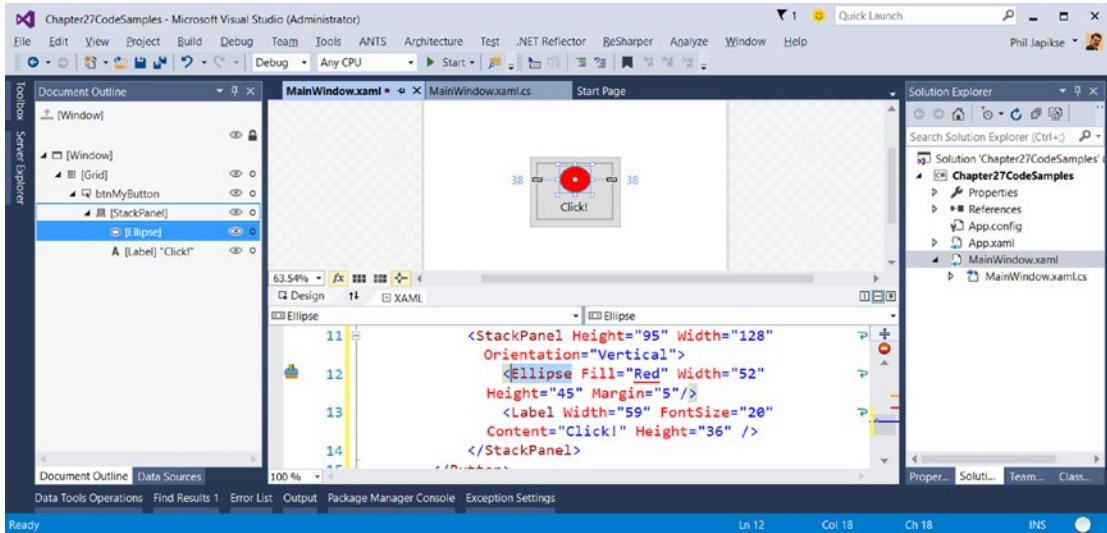 Chapter27CodeSamples - Microsoft Visual Studio (Administrator)
1
Quick Launch
File Edit View Project Build Debug Team Tools ANTS Architecture Test .NET Reflector ReSharper Analyze Window Help
Phil Japikse
Debug Any CPU Start
Toolbox
Server Explorer
Document Outline
[Window]
[Window]
[Grid]
btnMyButton
[StackPanel]
[Ellipse]
A [Label] "Click!"
Document Outline Data Sources
MainWindow.xaml MainWindow.xaml.cs Start Page
38 38
Click!
63.54% fx
Design XAML
Ellipse Ellipse
11 <StackPanel Height="95" Width="128"
Orientation="Vertical">
12 <Ellipse Fill="Red" Width="52"
Height="45" Margin="5"/>
13 <Label Width="59" FontSize="20"
Content="Click!" Height="36" />
14 </StackPanel>
15 </Button>
100 %
Solution Explorer
Search Solution Explorer (Ctrl+;)
Solution 'Chapter27CodeSamples'
C# Chapter27CodeSamples
Properties
References
App.config
App.xaml
MainWindow.xaml
MainWindow.xaml.cs
Proper... Soluti... Team... Class...
Data Tools Operations Find Results 1 Error List Output Package Manager Console Exception Settings
Ready Ln 12 Col 18 Ch 18 INS